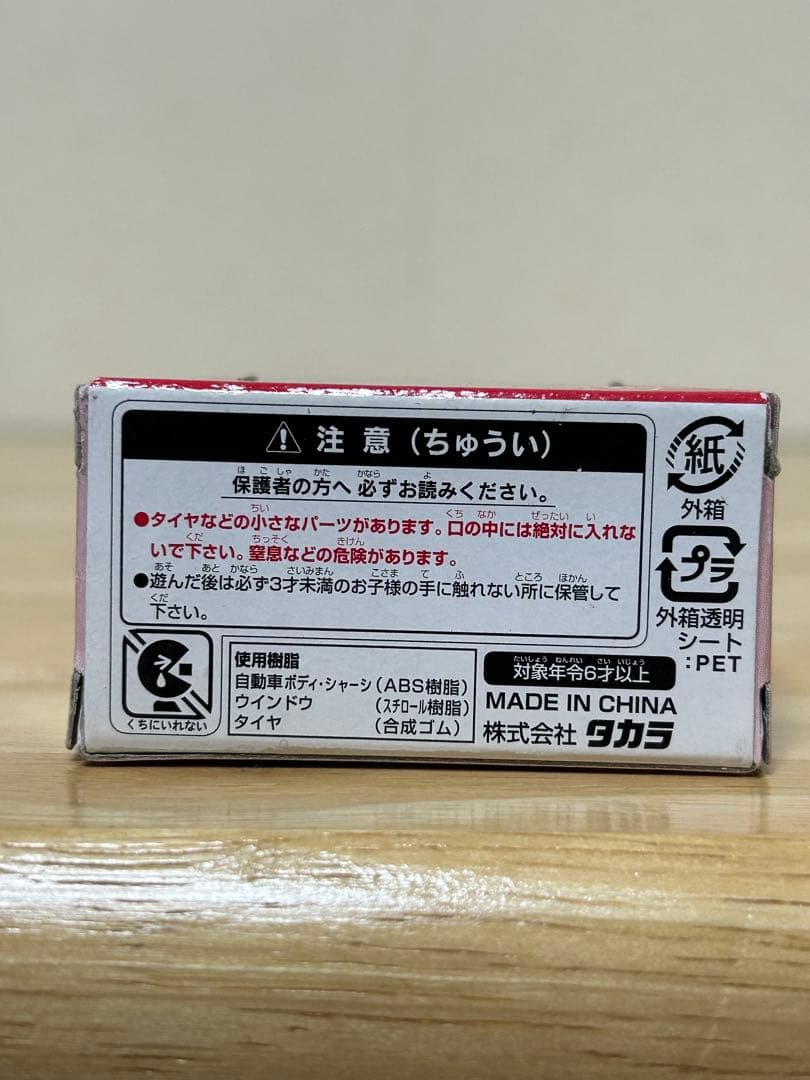 注意（ちゅうい）
保護者の方へ 必ずお読みください。
●タイヤなどの小さなパーツがあります。口の中には絶対に入れな
いで下さい。窒息などの危険があります。
●遊んだ後は必ず3才未満のお子様の手に触れない所に保管して
下さい。
くちにいれない
使用樹脂
自動車ボディ・シャーシ（ABS樹脂）
ウインドウ（スチロール樹脂）
タイヤ（合成ゴム）
対象年令6才以上
MADE IN CHINA
株式会社 タカラ
紙
外箱
プラ
外箱透明
シート
:PET